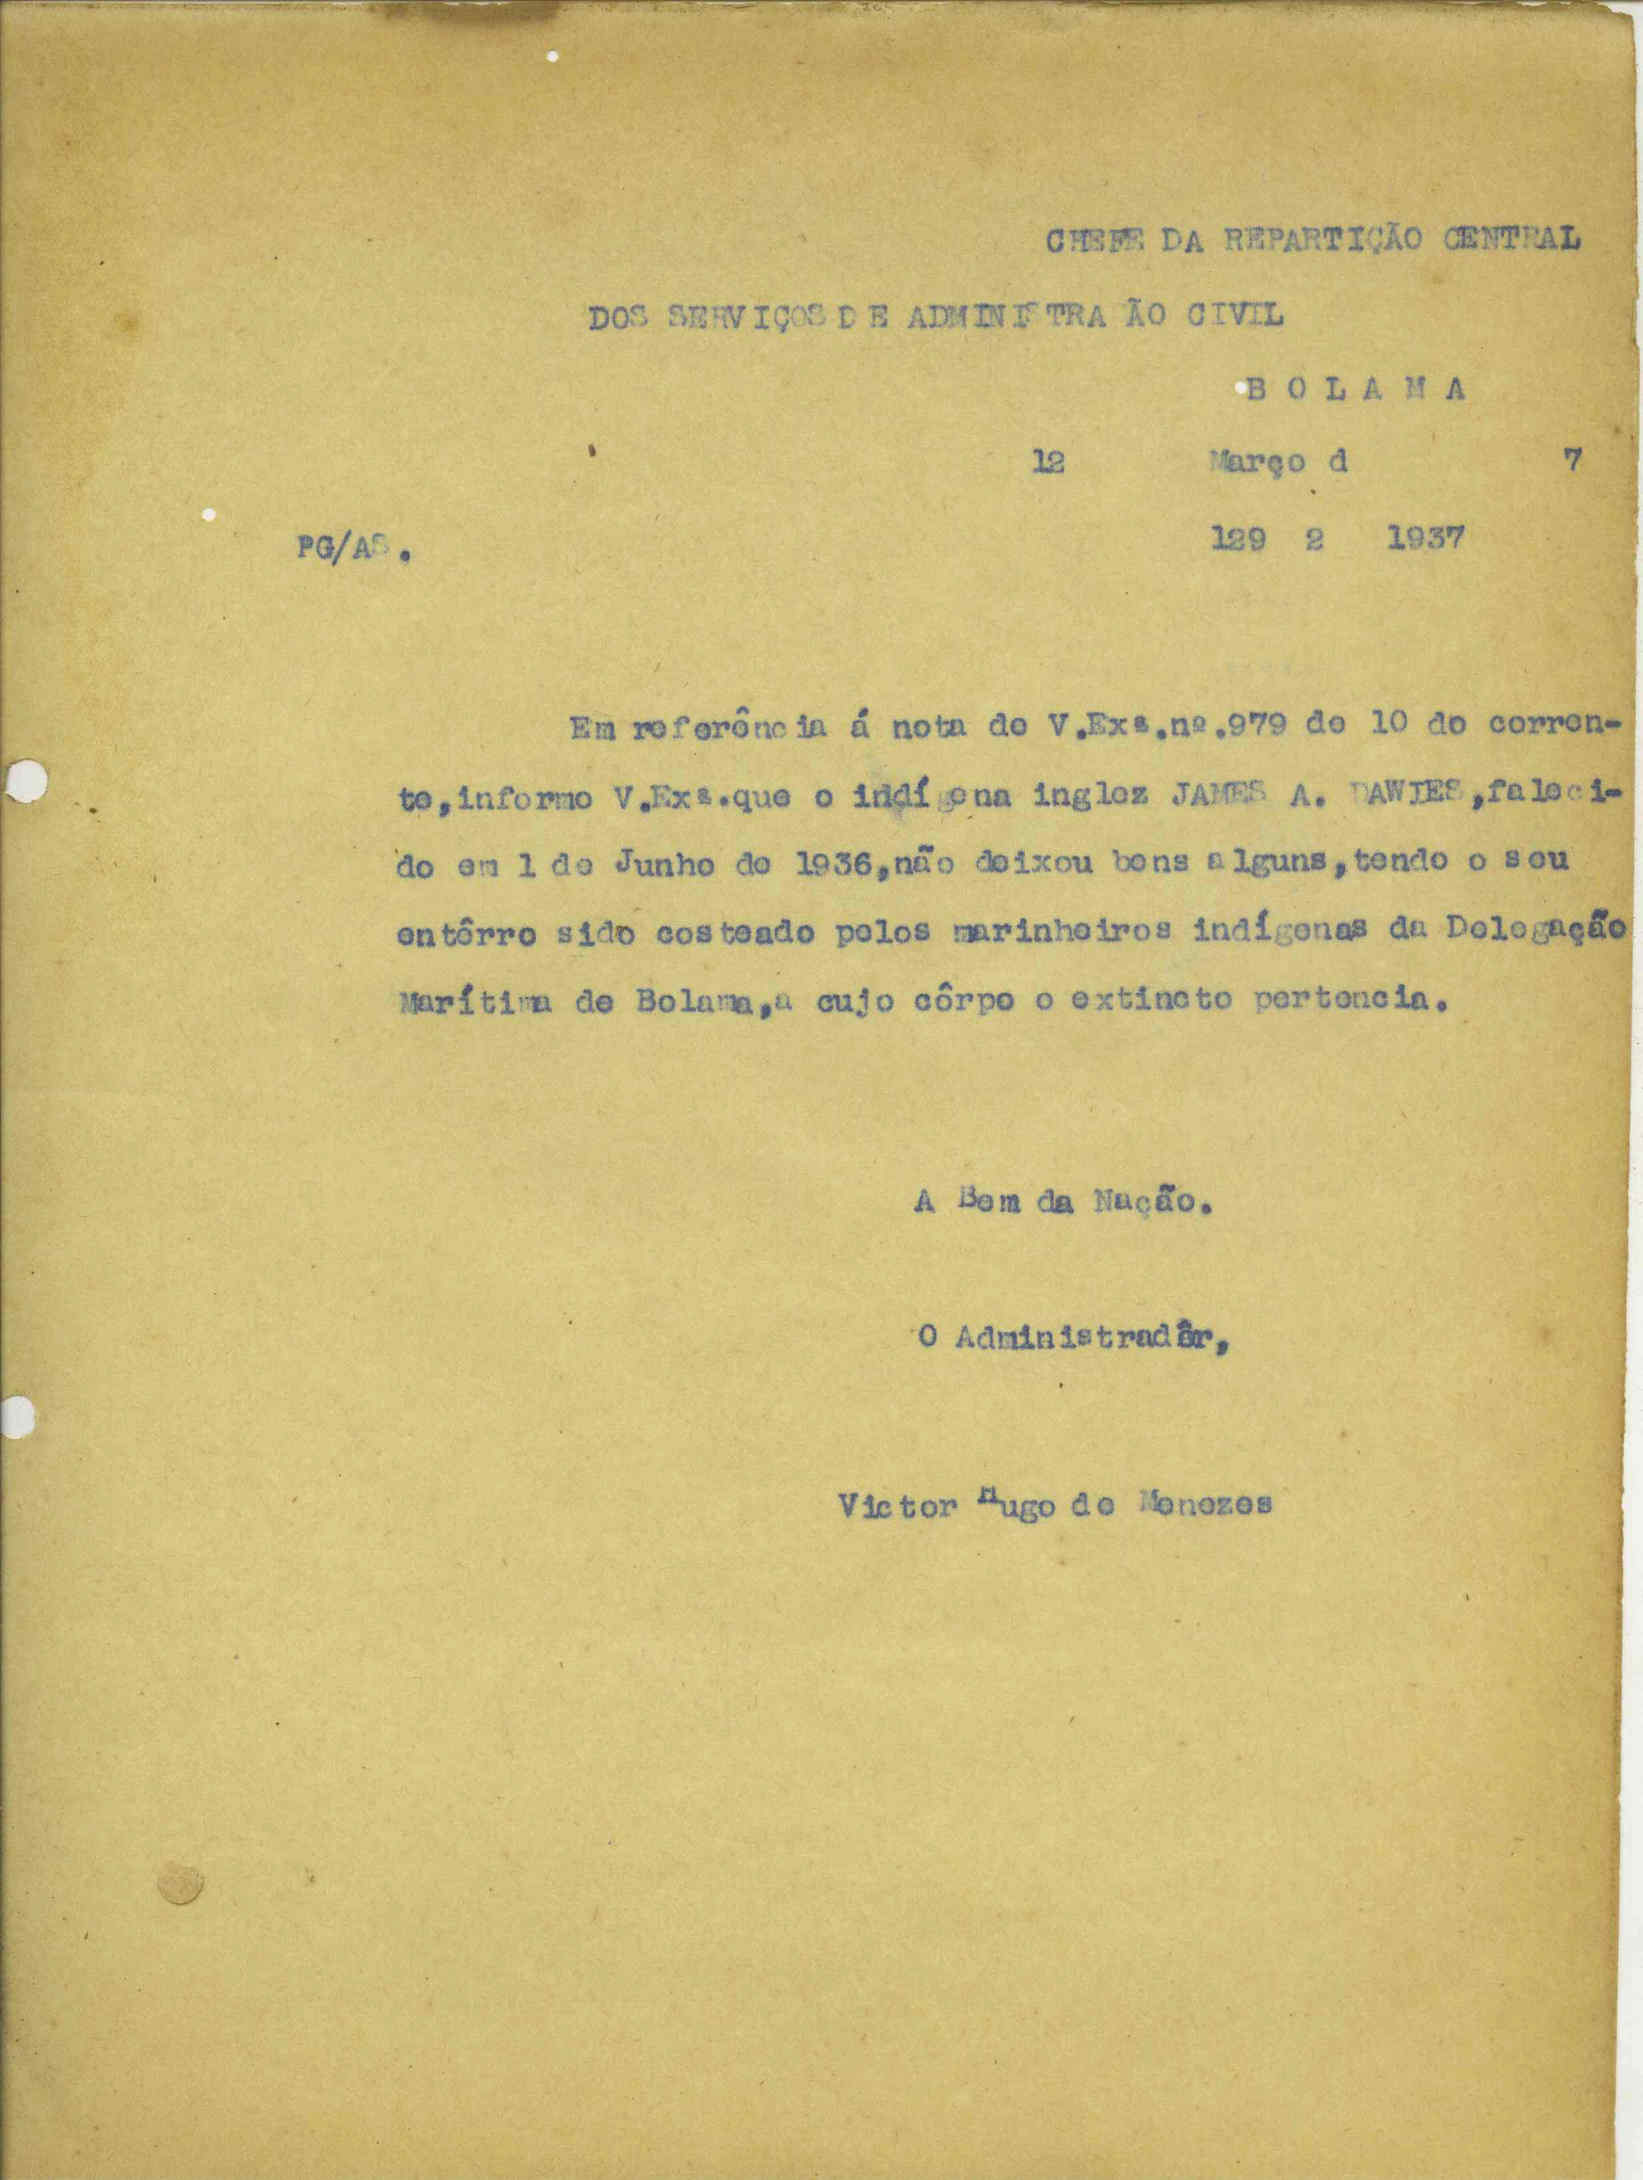 CHEFE DA REPARTIÇÃO CENTRAL
DOS SERVIÇOS DE ADMINISTRA ÃO CIVIL
B O L A M A
12 Março d 7
PG/AS. 129 2 1937
Em referência á nota de V.Exª.nº.979 de 10 do corren-
te,informo V.Exª.que o indígena inglez JAMES A. DAWIES,faleci-
do em 1 de Junho de 1936,não deixou bens alguns,tendo o seu
entêrro sido costeado pelos marinheiros indígenas da Delegação
Marítima de Bolama,a cujo côrpo o extincto pertencia.
A Bem da Nação.
O Administradôr,
Victor Hugo de Menezes